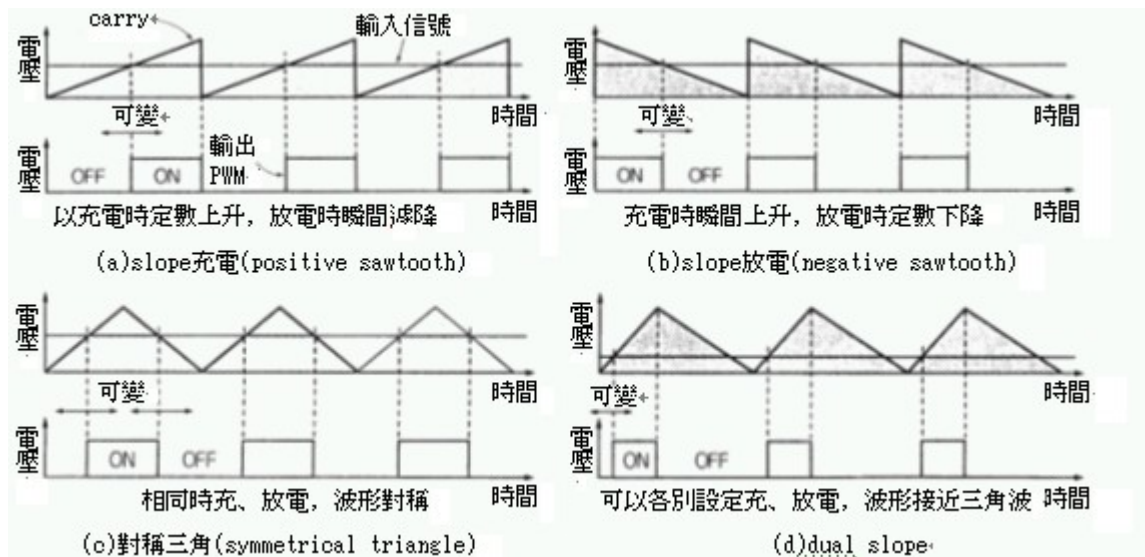 carry
輸入信號
電壓
時間
可變
電壓
OFF
ON
輸出
PWM
時間
以充電時定數上升，放電時瞬間減降
(a)slope充電(positive sawtooth)
電壓
時間
可變
電壓
ON
OFF
時間
充電時瞬間上升，放電時定數下降
(b)slope放電(negative sawtooth)
電壓
時間
可變
電壓
ON
OFF
時間
相同時充、放電，波形對稱
(c)對稱三角(symmetrical triangle)
電壓
時間
可變
電壓
ON
OFF
可以各別設定充、放電，波形接近三角波
時間
(d)dual slope